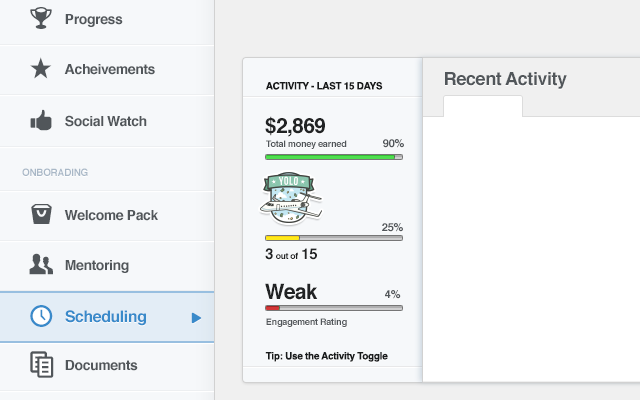 Progress
Acheivements
Social Watch
ONBORADING
Welcome Pack
Mentoring
Scheduling
Documents
ACTIVITY - LAST 15 DAYS
$2,869
Total money earned
90%
YOLO
25%
3 out of 15
Weak
4%
Engagement Rating
Tip: Use the Activity Toggle
Recent Activity